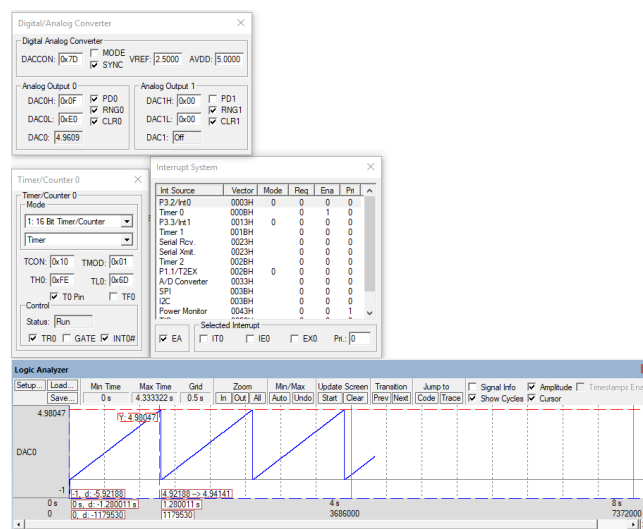 Digital/Analog Converter
Digital Analog Converter
DACCON: 0x7D MODE SYNC VREF: 2.5000 AVDD: 5.0000
Analog Output 0
DAC0H: 0x0F PD0
DAC0L: 0xE0 RNG0
CLR0
DAC0: 4.9609
Analog Output 1
DAC1H: 0x00 PD1
DAC1L: 0x00 RNG1
CLR1
DAC1: Off
Timer/Counter 0
Timer/Counter 0
Mode
1: 16 Bit Timer/Counter
Timer
TCON: 0x10 TMOD: 0x01
TH0: 0xFE TL0: 0x6D
T0 Pin TF0
Control
Status: Run
TR0 GATE INT0#
Interrupt System
Int Source Vector Mode Req Ena Pri
P3.2/Int0 0003H 0 0 0 0
Timer 0 000BH 0 1 0
P3.3/Int1 0013H 0 0 0 0
Timer 1 001BH 0 0 0
Serial Rcv. 0023H 0 0 0
Serial Xmit. 0023H 0 0 0
Timer 2 002BH 0 0 0
P1.1/T2EX 002BH 0 0 0 0
A/D Converter 0033H 0 0 0
SPI 003BH 0 0 0
I2C 003BH 0 0 0
Power Monitor 0043H 0 0 1
EA
Selected Interrupt
IT0 IE0 EX0 Pri.: 0
Logic Analyzer
Setup... Load... Min Time Max Time Grid Zoom Min/Max Update Screen Transition Jump to Signal Info Amplitude Timestamps Ena
Save... 0 s 4.333322 s 0.5 s In Out All Auto Undo Start Clear Prev Next Code Trace Show Cycles Cursor
4.98047
Y, 4.98047
DAC0
-1
-1, d: -5.92188 4.92188 --> 4.94141
0 s 0 s, d: -1.280011 s 1.280011 s 4 s 8 s
0 0, d: -1179530 1179530 3686000 7372000